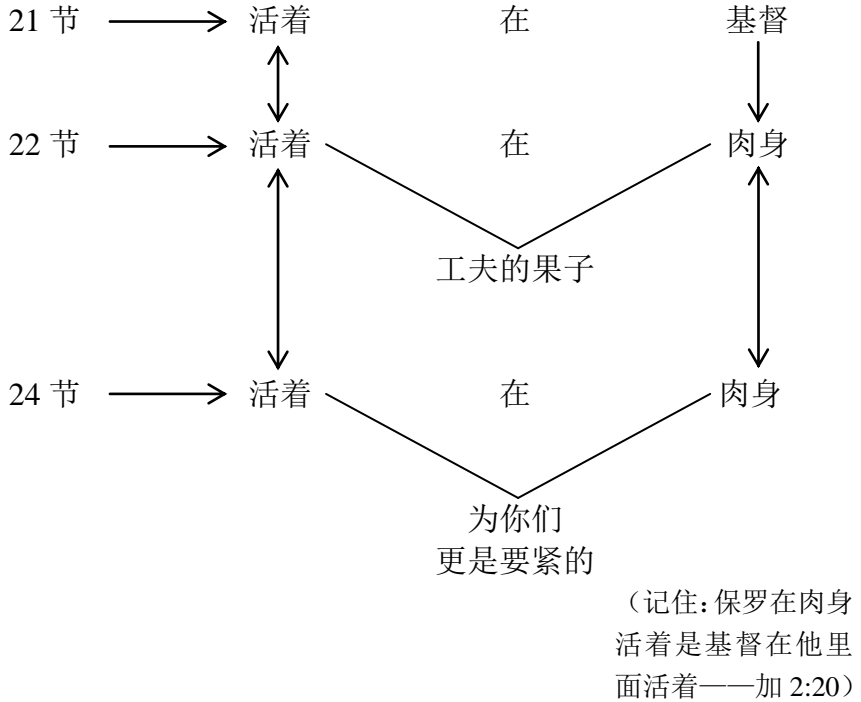 21 节 活着 在 基督
22 节 活着 在 肉身
工夫的果子
24 节 活着 在 肉身
为你们
更是要紧的
（记住：保罗在肉身
活着是基督在他里
面活着——加 2:20）